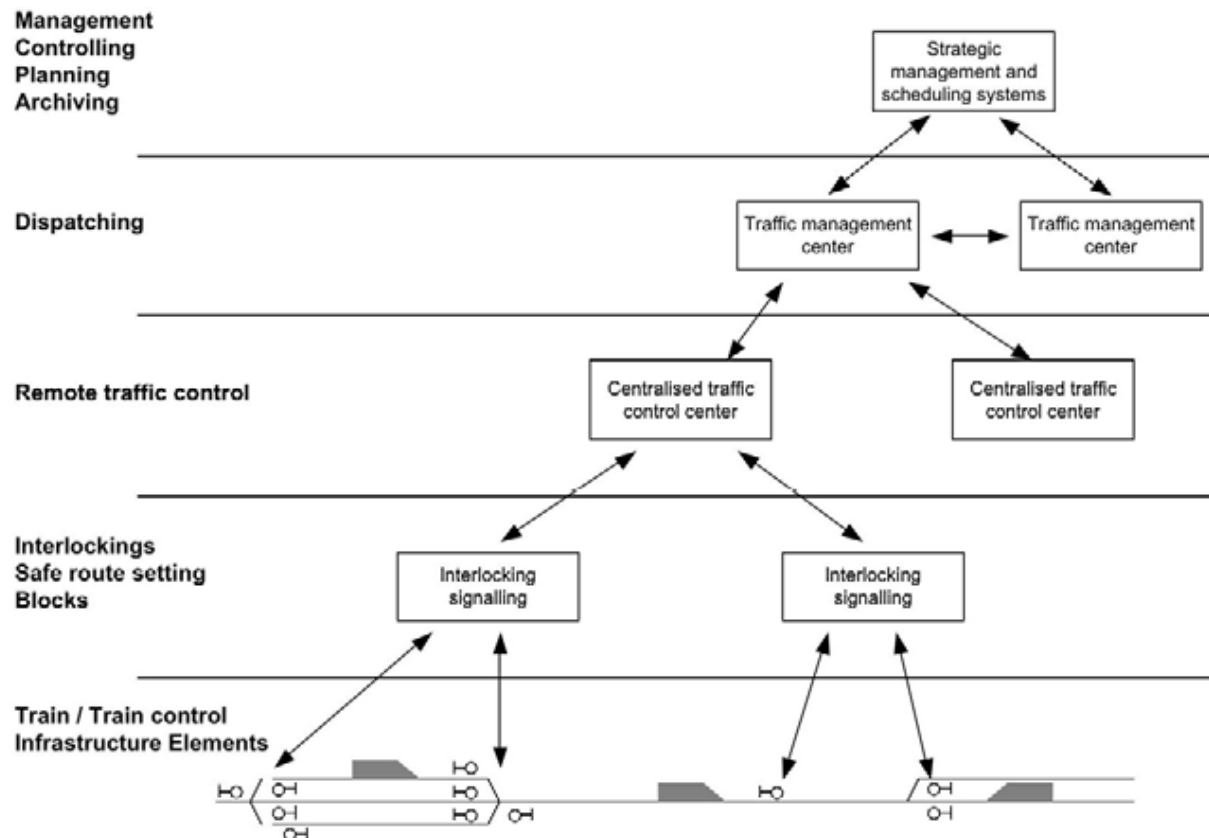 Management
Controlling
Planning
Archiving
Strategic
management and
scheduling systems
Dispatching
Traffic management
center
Traffic management
center
Remote traffic control
Centralised traffic
control center
Centralised traffic
control center
Interlockings
Safe route setting
Blocks
Interlocking
signalling
Interlocking
signalling
Train / Train control
Infrastructure Elements